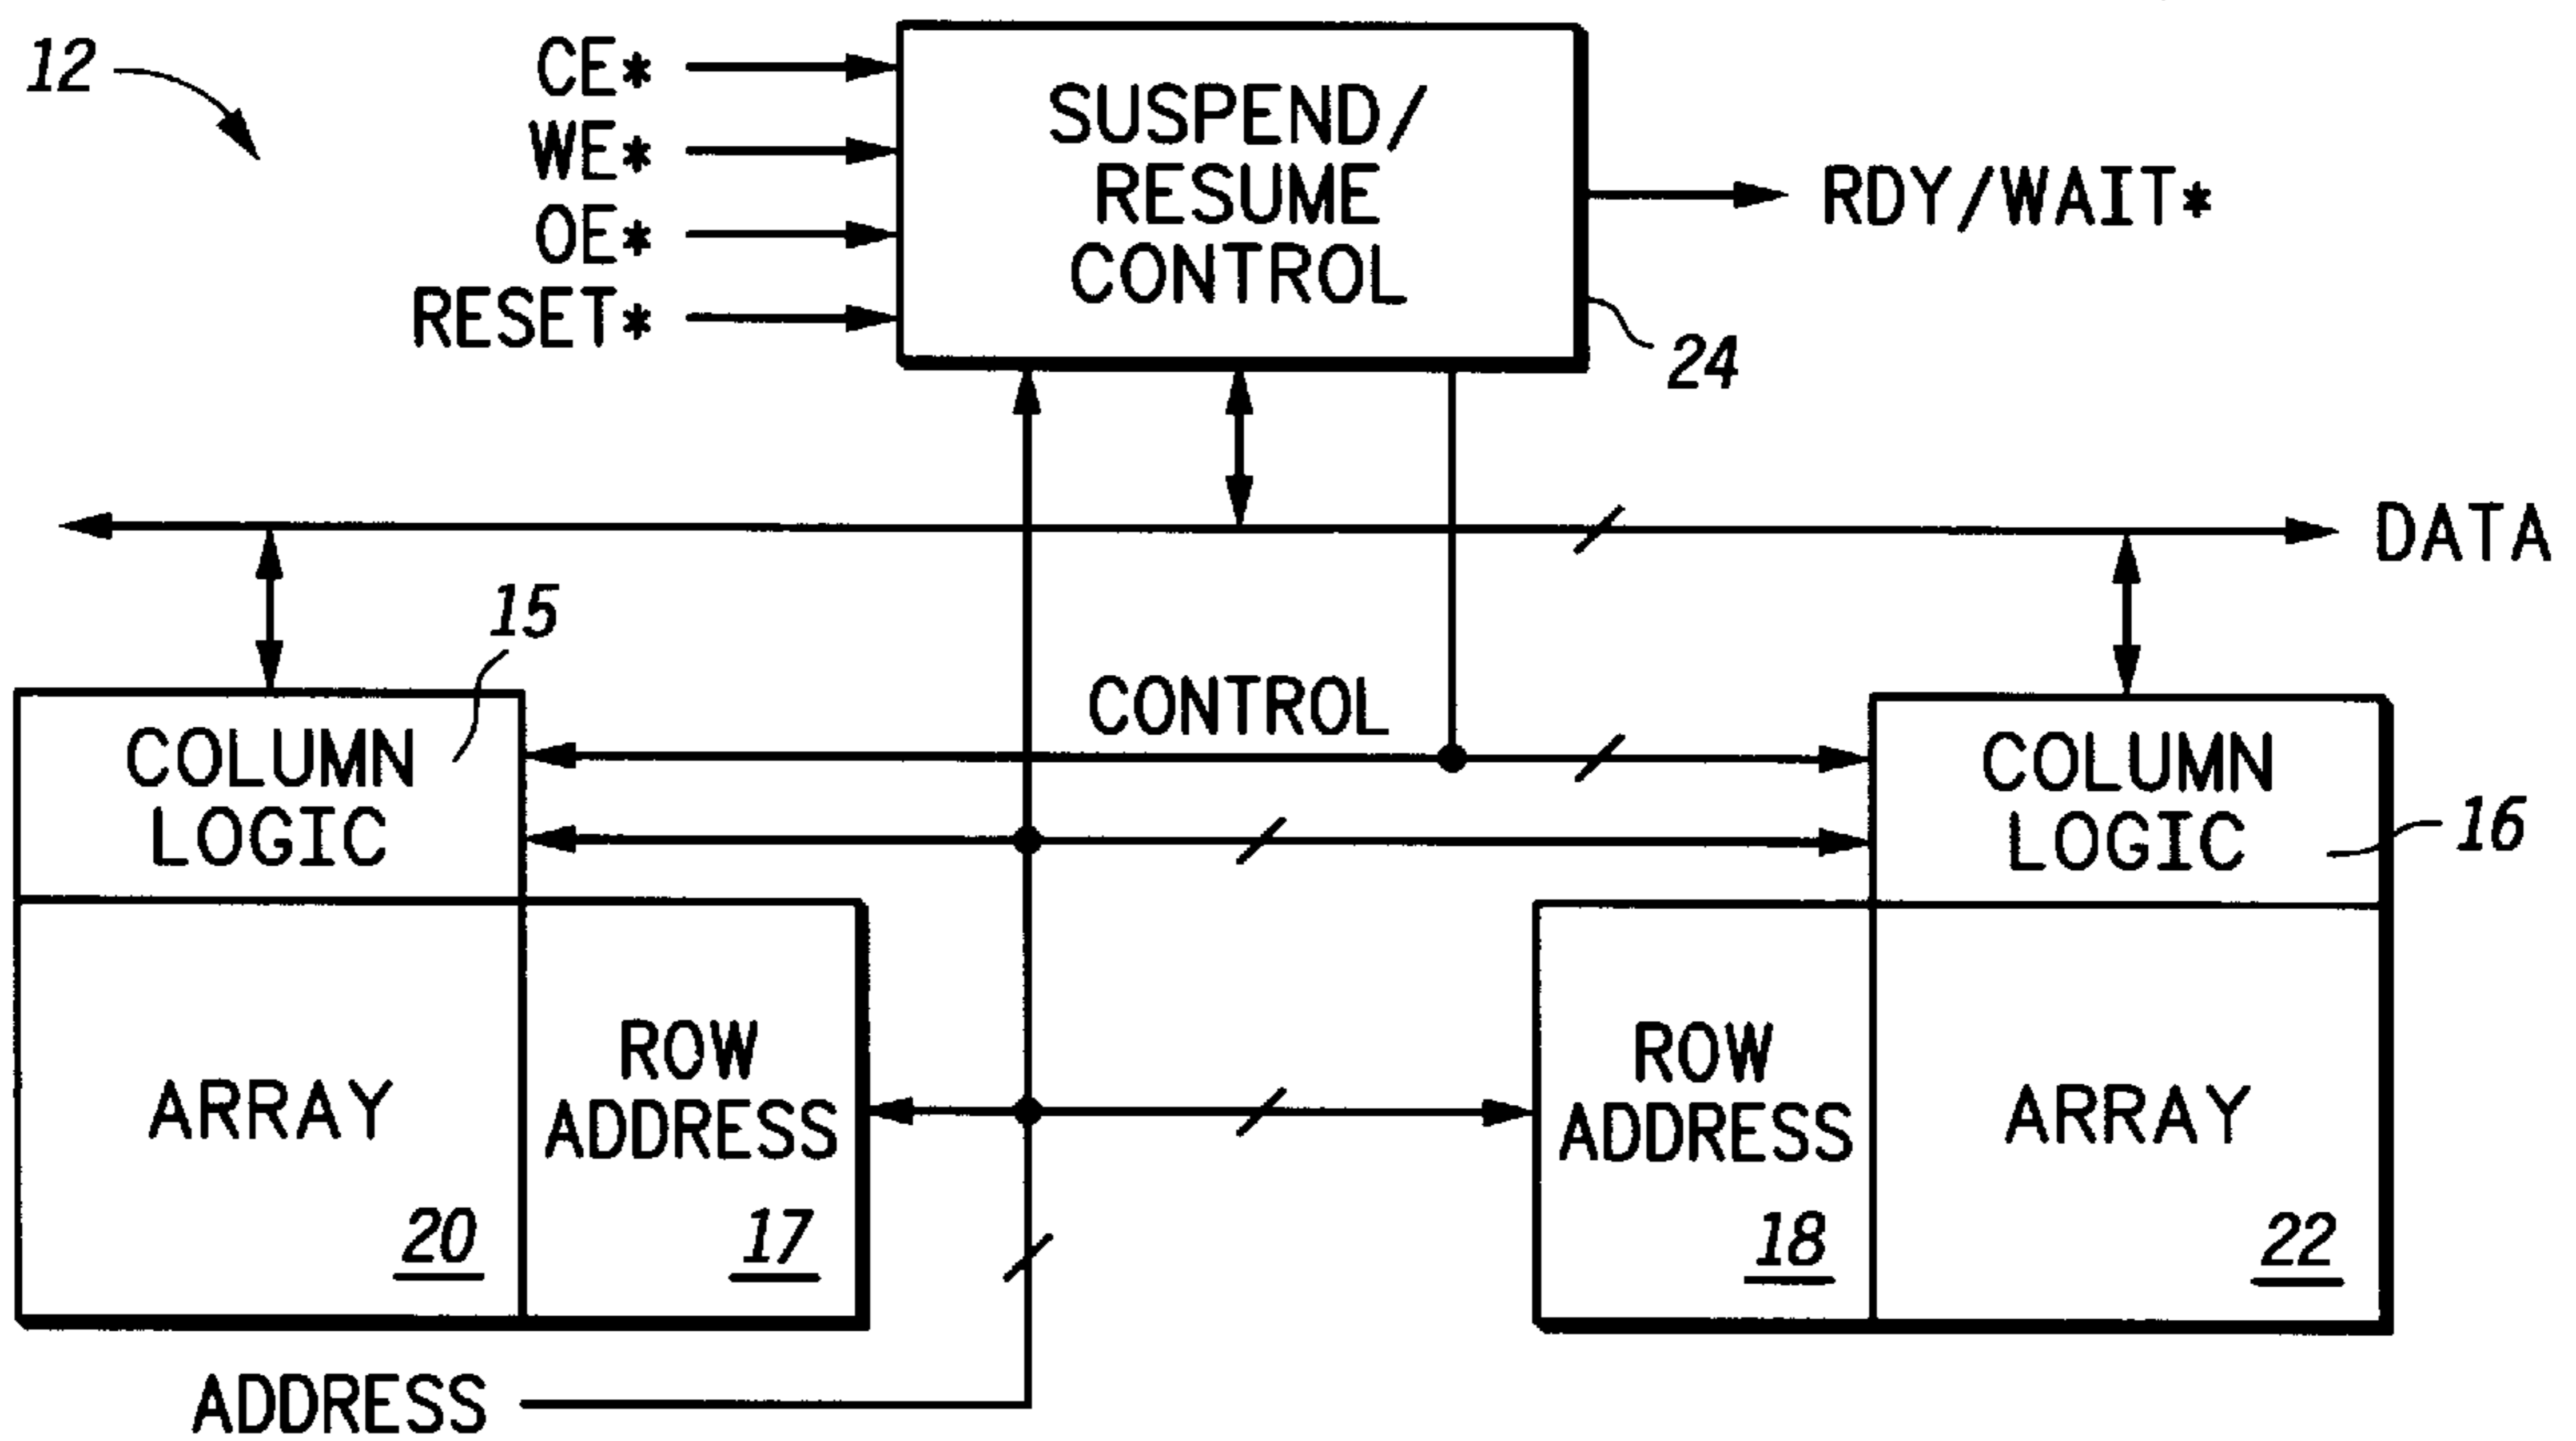 12
CE*
WE*
OE*
RESET*
SUSPEND/
RESUME
CONTROL
RDY/WAIT*
24
DATA
15
CONTROL
COLUMN
LOGIC
COLUMN
LOGIC
16
ARRAY
20
ROW
ADDRESS
17
ROW
ADDRESS
18
ARRAY
22
ADDRESS